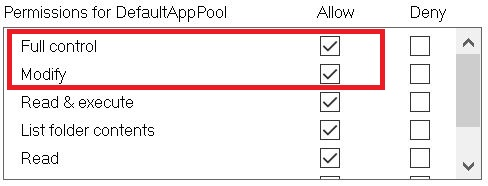 Permissions for DefaultAppPool Allow Deny
Full control
Modify
Read & execute
List folder contents
Read